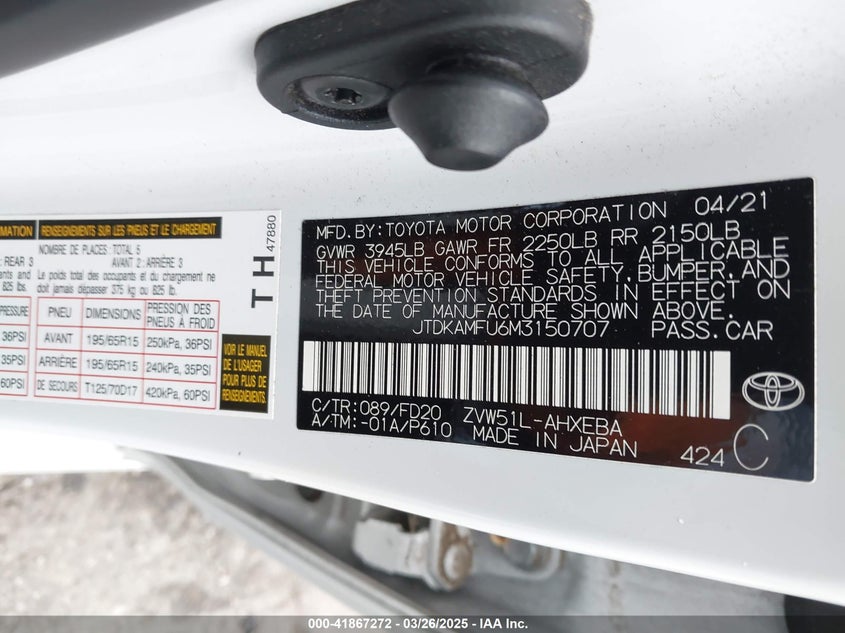 MATION
: REAR 3
ants and
825 lbs.
36PSI
35PSI
60PSI
RENSEIGNEMENTS SUR LES PNEUS ET LE CHARGEMENT
NOMBRE DE PLACES: TOTAL 5
AVANT 2: ARRIÈRE 3
Le poids total des occupants et du chargement ne
doit jamais dépasser 375 kg ou 825 lb.
PNEU DIMENSIONS PRESSION DES PNEUS À FROID
AVANT 195/65R15 250kPa, 36PSI
ARRIÈRE 195/65R15 240kPa, 35PSI
DE SECOURS T125/70D17 420kPa, 60PSI
VOIR LE MANUEL
DE L'USAGER
POUR PLUS DE
RENSEIGNEMENTS
TH 47880
MFD. BY: TOYOTA MOTOR CORPORATION 04/21
GVWR 3945LB GAWR FR 2250LB RR 2150LB
THIS VEHICLE CONFORMS TO ALL APPLICABLE
FEDERAL MOTOR VEHICLE SAFETY, BUMPER, AND
THEFT PREVENTION STANDARDS IN EFFECT ON
THE DATE OF MANUFACTURE SHOWN ABOVE.
JTDKAMFU6M3150707 PASS.CAR
C/TR: 089/FD20 ZVW51L-AHXEBA
A/TM: -01A/P610 MADE IN JAPAN
424 C
TOYOTA
000-41867272 - 03/26/2025 - IAA Inc.